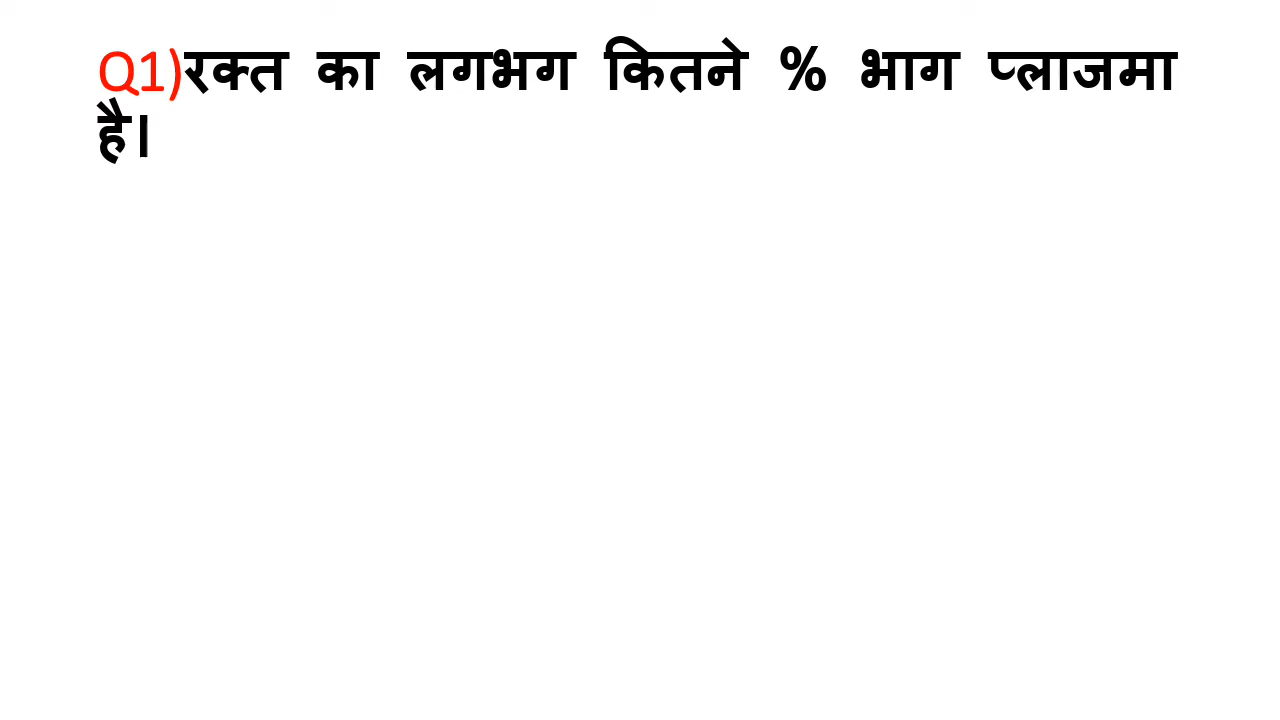 Q1)रक्त का लगभग कितने % भाग प्लाजमा
है।